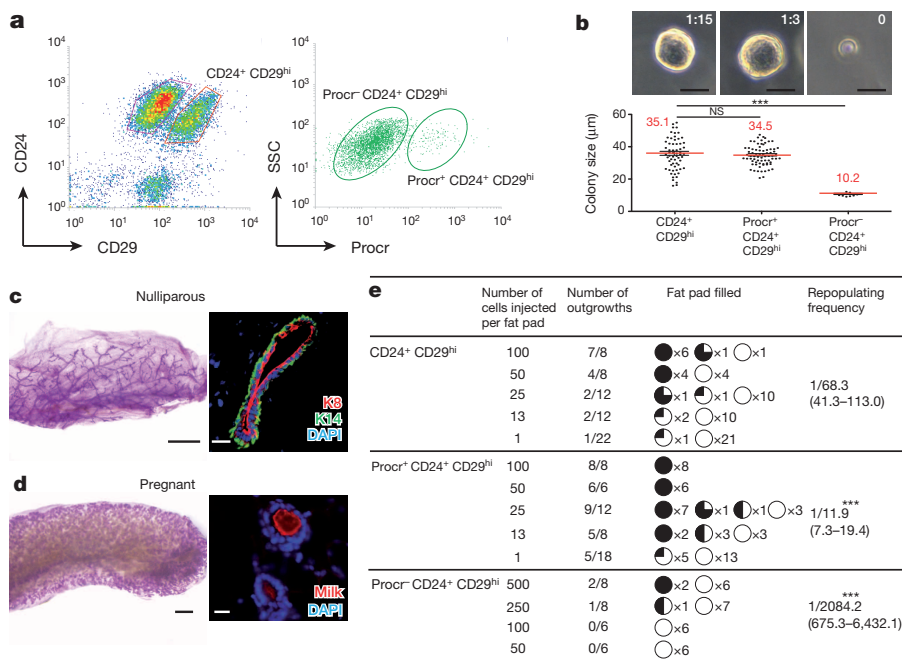 a
CD24
10⁴
10³
10²
10¹
10⁰
10⁰ 10¹ 10² 10³ 10⁴
CD29
CD24⁺ CD29ʰⁱ
SSC
10⁴
10³
10²
10¹
10⁰
10⁰ 10¹ 10² 10³ 10⁴
Procr
Procr⁻ CD24⁺ CD29ʰⁱ
Procr⁺ CD24⁺ CD29ʰⁱ
b
1:15 1:3 0
***
NS
35.1 34.5 10.2
Colony size (μm)
60
40
20
0
CD24⁺ CD29ʰⁱ
Procr⁺ CD24⁺ CD29ʰⁱ
Procr⁻ CD24⁺ CD29ʰⁱ
c
Nulliparous
K8
K14
DAPI
d
Pregnant
Milk
DAPI
e
Number of cells injected per fat pad
Number of outgrowths
Fat pad filled
Repopulating frequency
CD24⁺ CD29ʰⁱ 100 7/8 ×6 ×1 ×1
50 4/8 ×4 ×4
25 2/12 ×1 ×1 ×10
13 2/12 ×2 ×10
1 1/22 ×1 ×21
1/68.3
(41.3–113.0)
Procr⁺ CD24⁺ CD29ʰⁱ 100 8/8 ×8
50 6/6 ×6
25 9/12 ×7 ×1 ×1 ×3
13 5/8 ×2 ×3 ×3
1 5/18 ×5 ×13
***
1/11.9
(7.3–19.4)
Procr⁻ CD24⁺ CD29ʰⁱ 500 2/8 ×2 ×6
250 1/8 ×1 ×7
100 0/6 ×6
50 0/6 ×6
***
1/2084.2
(675.3–6,432.1)